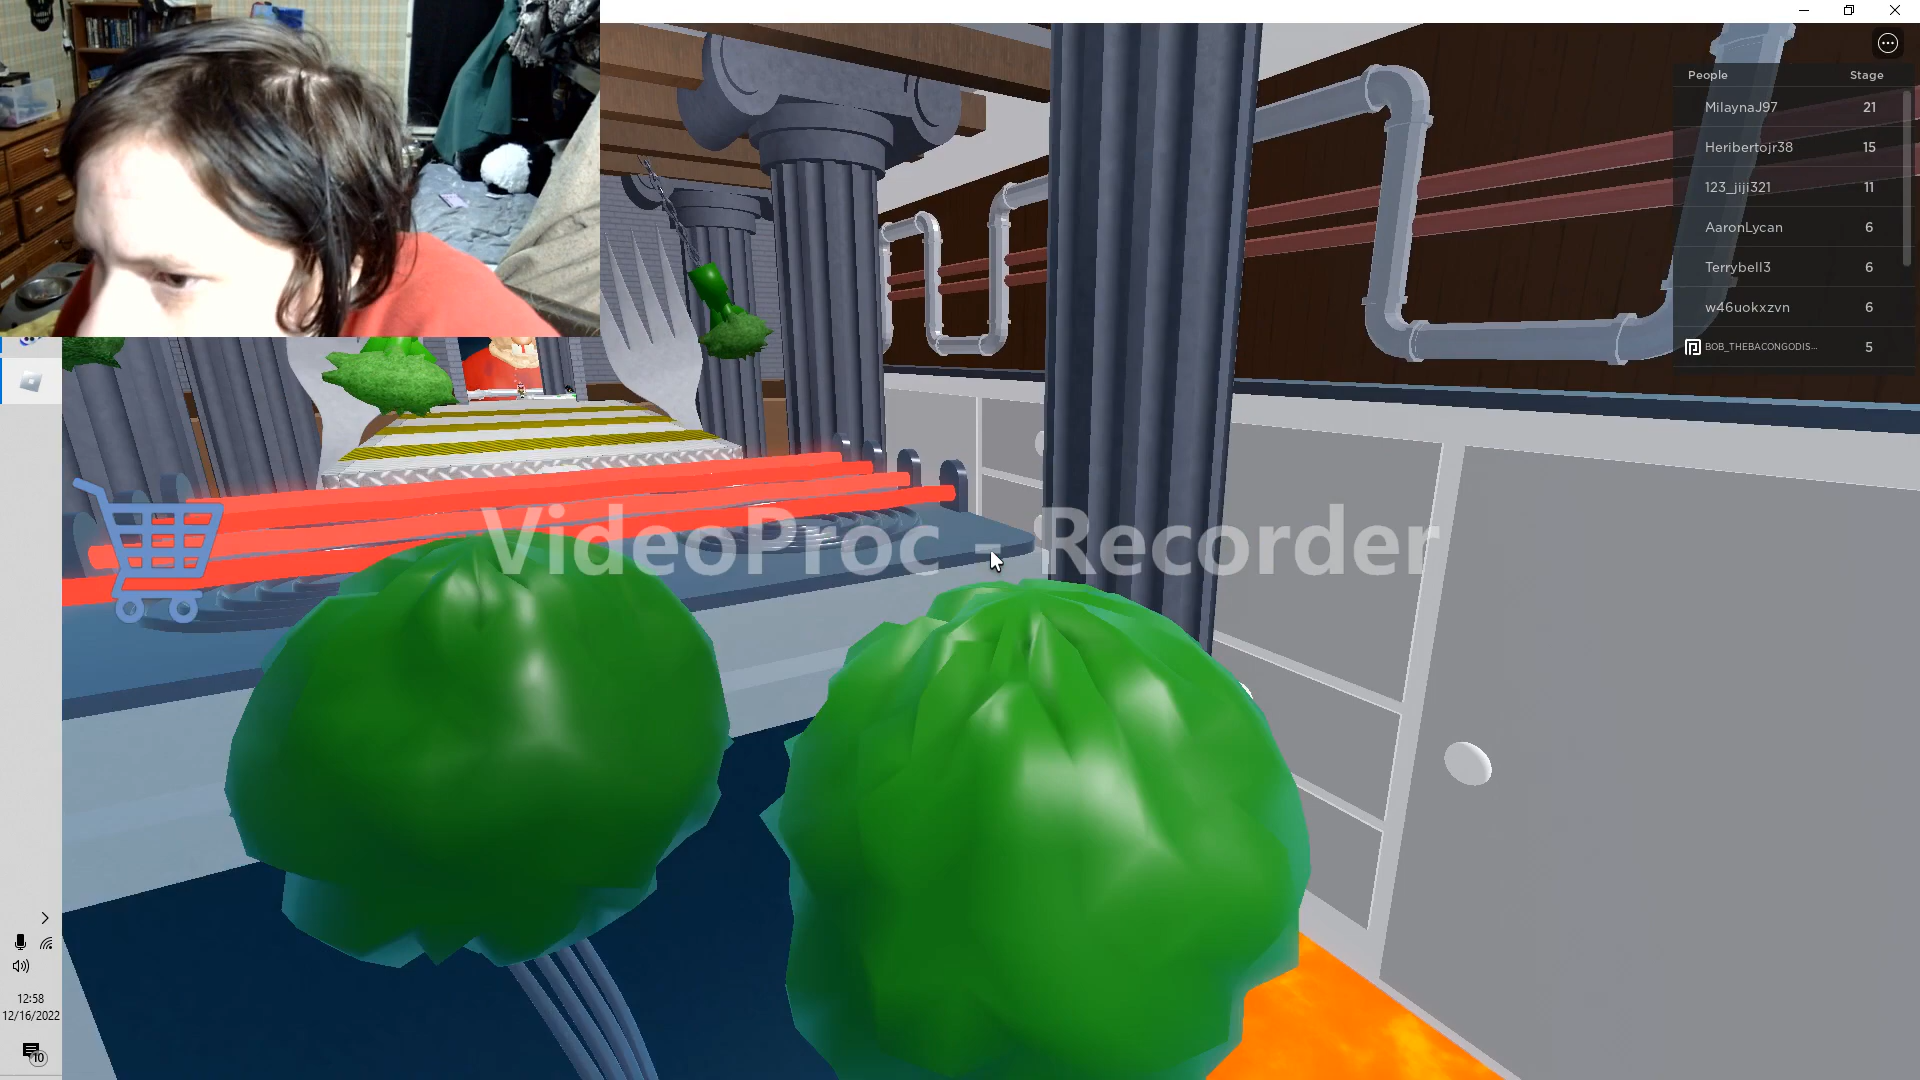 People Stage
MilaynaJ97 21
Heribertojr38 15
123_jiji321 11
AaronLycan 6
Terrybell3 6
w46uokxzvn 6
BOB_THEBACONGODIS... 5
VideoProc - Recorder
12:58
12/16/2022
10